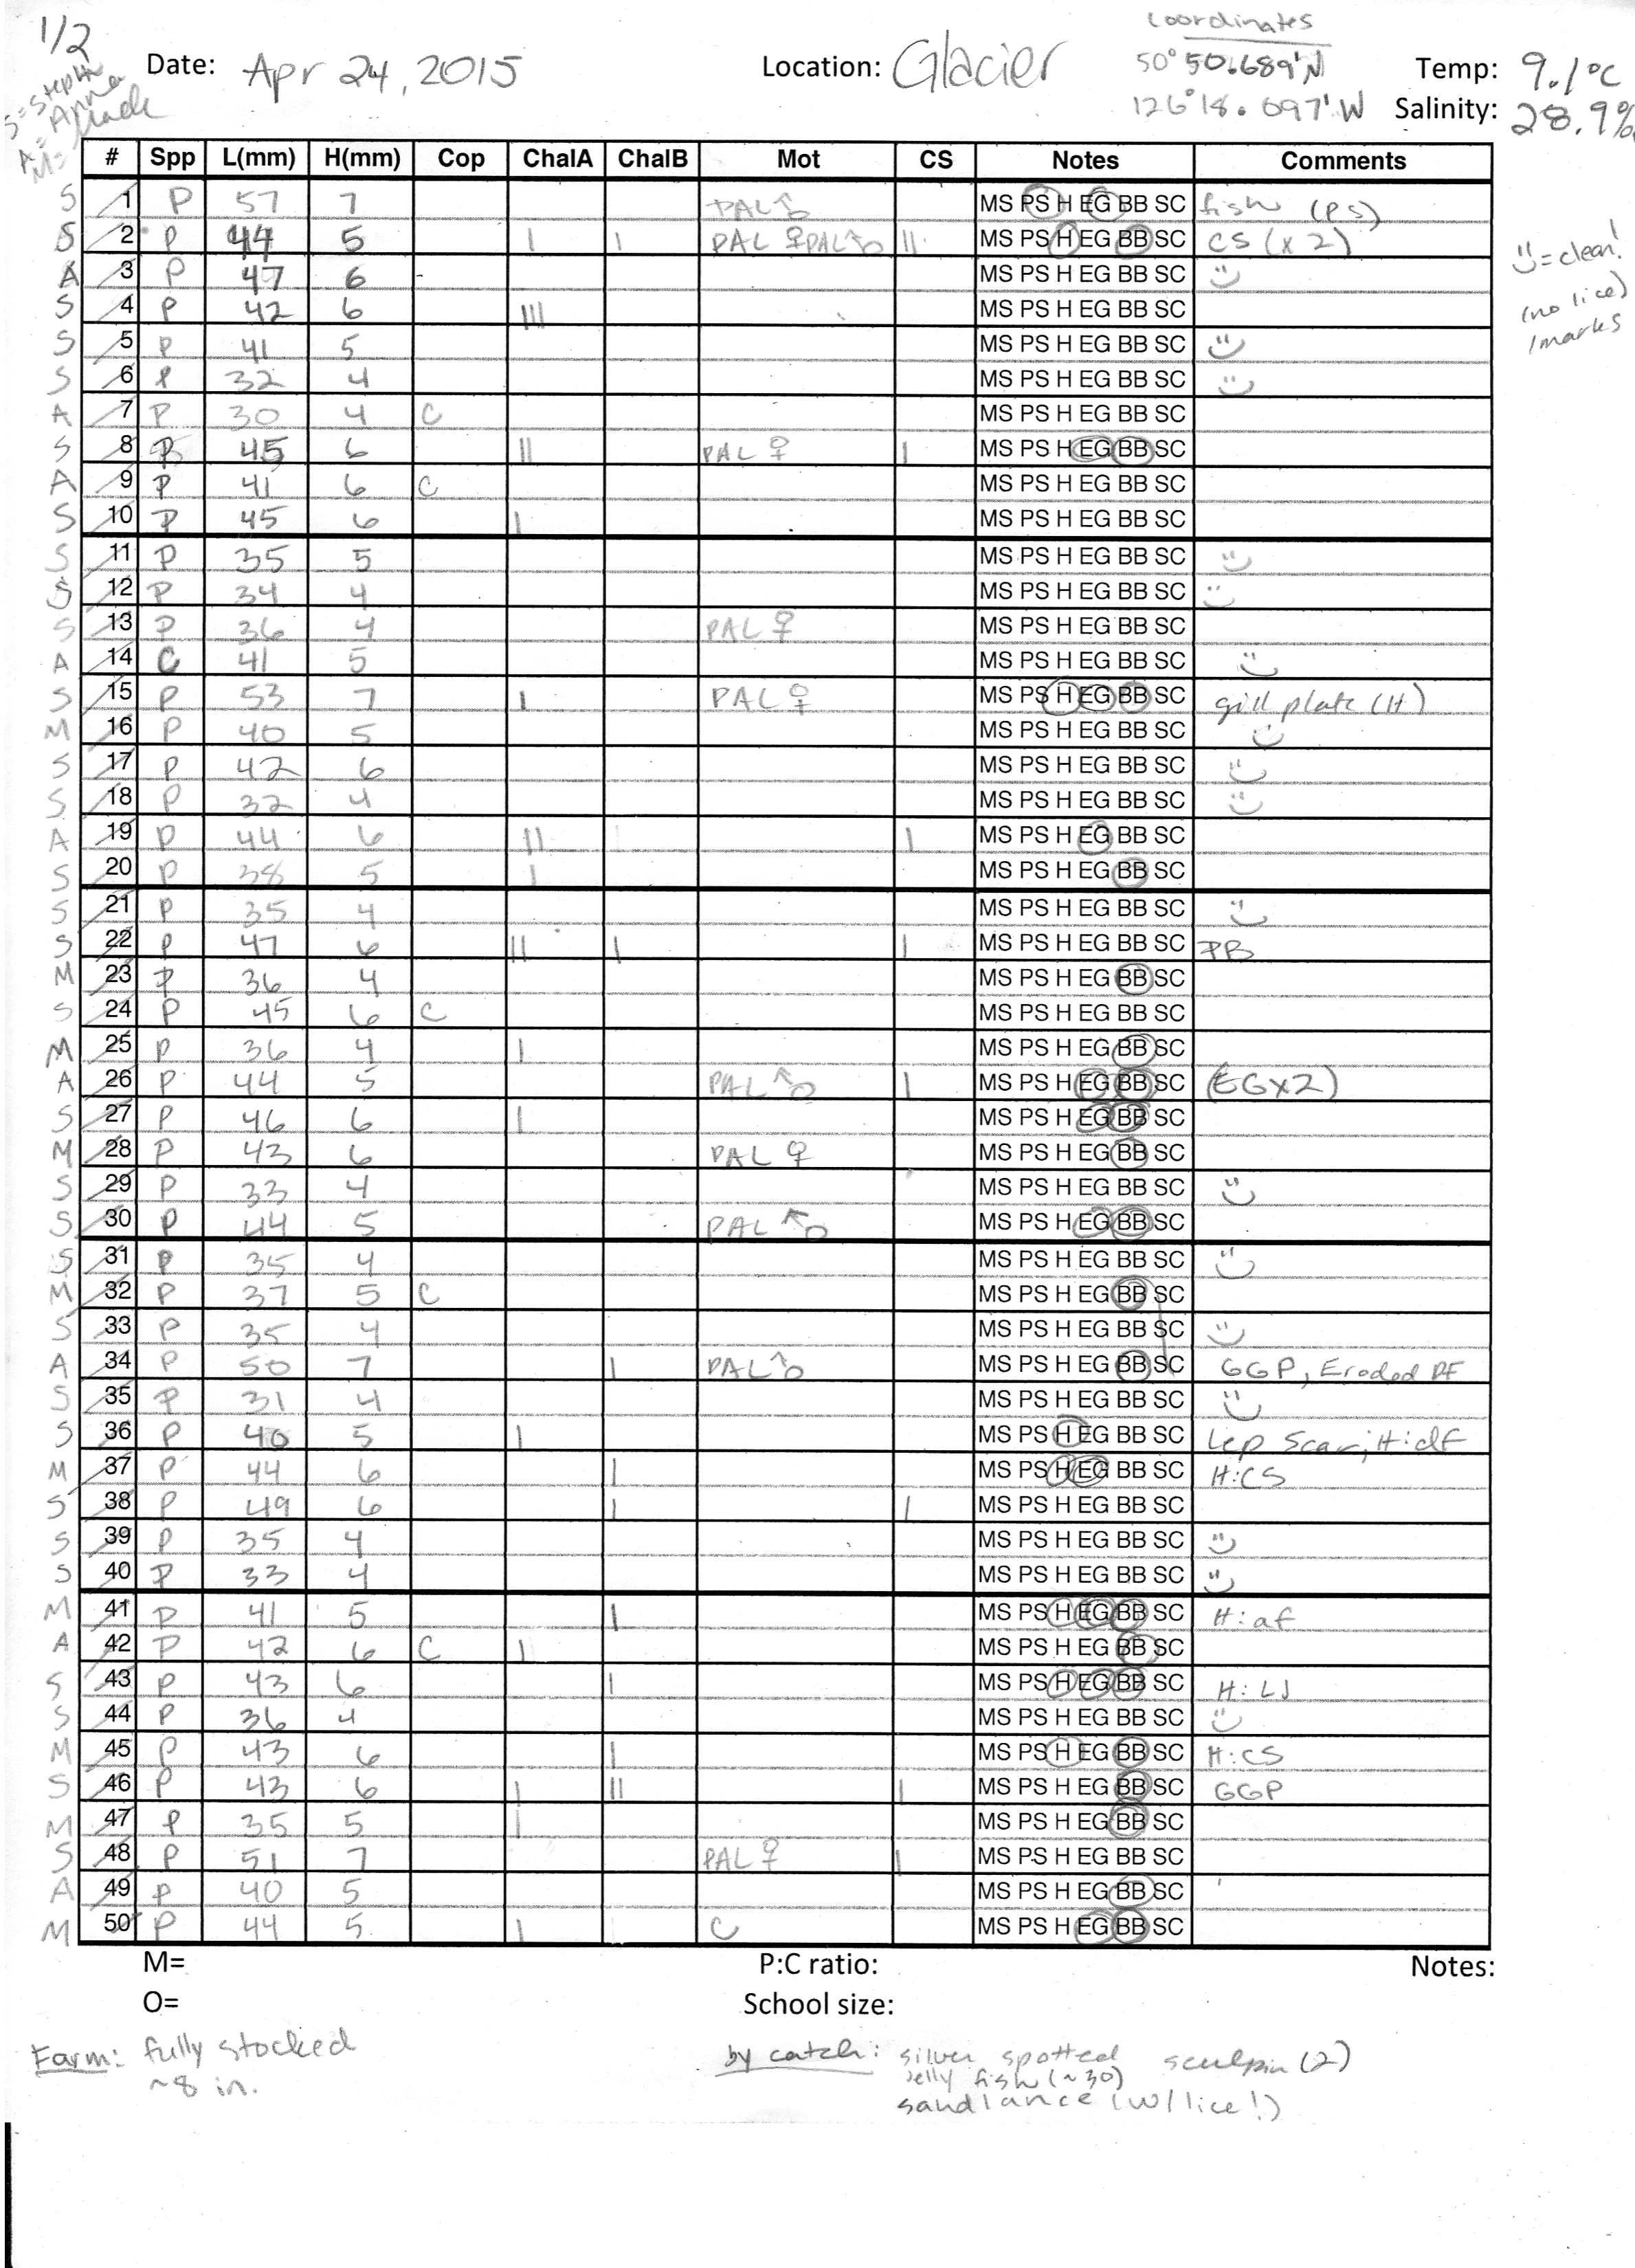 1/2
coordinates
Date: Apr 24, 2015 Location: Glacier 50° 50.689'N Temp: 9.1°C
126°18.097'W Salinity: 28.9%
S=Steph
A=Anna
M=
# Spp L(mm) H(mm) Cop ChalA ChalB Mot CS Notes Comments
S 1 P 57 7 PAL ♂ MS PS H EG BB SC fish (PS)
S 2 P 44 5 | | PAL ♀ PAL ♂ || MS PS H EG BB SC CS (x2)
A 3 P 47 6 MS PS H EG BB SC ☺
S 4 P 42 6 ||| MS PS H EG BB SC
S 5 P 41 5 MS PS H EG BB SC ☺
S 6 P 32 4 MS PS H EG BB SC ☺
A 7 P 30 4 C MS PS H EG BB SC
S 8 P 45 6 || PAL ♀ | MS PS H EG BB SC
A 9 P 41 6 C MS PS H EG BB SC
S 10 P 45 6 | MS PS H EG BB SC
S 11 P 35 5 MS PS H EG BB SC ☺
S 12 P 34 4 MS PS H EG BB SC ☺
S 13 P 36 4 PAL ♀ MS PS H EG BB SC
A 14 C 41 5 MS PS H EG BB SC ☺
S 15 P 53 7 | PAL ♀ MS PS H EG BB SC gill plate (H)
M 16 P 40 5 MS PS H EG BB SC ☺
S 17 P 42 6 MS PS H EG BB SC ☺
S 18 P 32 4 MS PS H EG BB SC ☺
A 19 P 44 6 || | MS PS H EG BB SC
S 20 P 38 5 | MS PS H EG BB SC
S 21 P 35 4 MS PS H EG BB SC ☺
S 22 P 47 6 || | | MS PS H EG BB SC PB
M 23 P 36 4 MS PS H EG BB SC
S 24 P 45 6 C MS PS H EG BB SC
M 25 P 36 4 | MS PS H EG BB SC
A 26 P 44 5 PAL ♂ | MS PS H EG BB SC (EGx2)
S 27 P 46 6 | MS PS H EG BB SC
M 28 P 43 6 PAL ♀ MS PS H EG BB SC
S 29 P 33 4 MS PS H EG BB SC ☺
S 30 P 44 5 PAL ♂ MS PS H EG BB SC
S 31 P 35 4 MS PS H EG BB SC ☺
M 32 P 37 5 C MS PS H EG BB SC
S 33 P 35 4 MS PS H EG BB SC ☺
A 34 P 50 7 | PAL ♂ MS PS H EG BB SC GGP, Eroded PF
S 35 P 31 4 MS PS H EG BB SC ☺
S 36 P 40 5 | MS PS H EG BB SC Lep Scar; H:df
M 37 P 44 6 | MS PS H EG BB SC H:CS
S 38 P 49 6 | | MS PS H EG BB SC
S 39 P 35 4 MS PS H EG BB SC ☺
S 40 P 33 4 MS PS H EG BB SC ☺
M 41 P 41 5 | MS PS H EG BB SC H:af
A 42 P 42 6 C | MS PS H EG BB SC
S 43 P 43 6 | MS PS H EG BB SC H:LJ
S 44 P 36 4 MS PS H EG BB SC ☺
M 45 P 43 6 | MS PS H EG BB SC H:CS
S 46 P 43 6 | || | MS PS H EG BB SC GGP
M 47 P 35 5 | MS PS H EG BB SC
S 48 P 51 7 PAL ♀ | MS PS H EG BB SC
A 49 P 40 5 MS PS H EG BB SC
M 50 P 44 5 | C MS PS H EG BB SC
☺=clean!
(no lice)
/marks
M= P:C ratio: Notes:
O= School size:
Farm: fully stocked
~8 in.
by catch: silver spotted sculpin (2)
Jelly fish (~30)
sandlance (w/lice!)